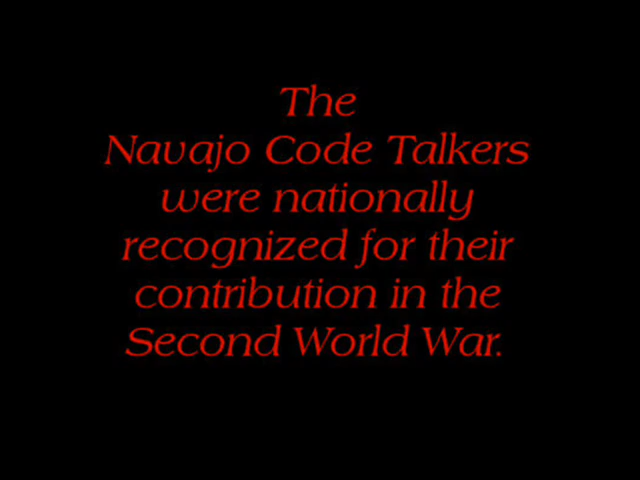 The
Navajo Code Talkers
were nationally
recognized for their
contribution in the
Second World War.